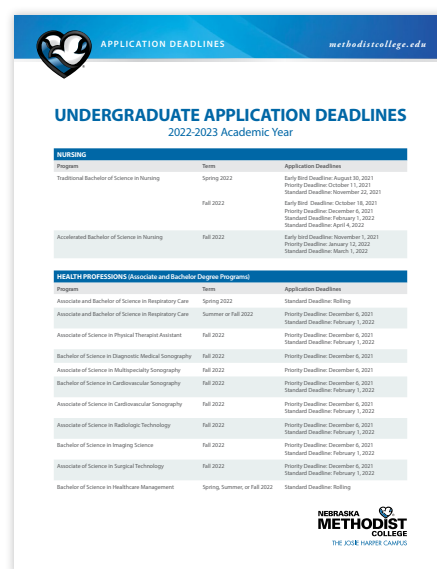 APPLICATION DEADLINES
methodistcollege.edu
UNDERGRADUATE APPLICATION DEADLINES
2022-2023 Academic Year
NURSING
Program Term Application Deadlines
Traditional Bachelor of Science in Nursing Spring 2022 Early Bird Deadline: August 30, 2021
Priority Deadline: October 11, 2021
Standard Deadline: November 22, 2021
Fall 2022 Early Bird Deadline: October 18, 2021
Priority Deadline: December 6, 2021
Standard Deadline: February 1, 2022
Standard Deadline: April 4, 2022
Accelerated Bachelor of Science in Nursing Fall 2022 Early bird Deadline: November 1, 2021
Priority Deadline: January 12, 2022
Standard Deadline: March 1, 2022
HEALTH PROFESSIONS (Associate and Bachelor Degree Programs)
Program Term Application Deadlines
Associate and Bachelor of Science in Respiratory Care Spring 2022 Standard Deadline: Rolling
Associate and Bachelor of Science in Respiratory Care Summer or Fall 2022 Priority Deadline: December 6, 2021
Standard Deadline: February 1, 2022
Associate of Science in Physical Therapist Assistant Fall 2022 Priority Deadline: December 6, 2021
Standard Deadline: February 1, 2022
Bachelor of Science in Diagnostic Medical Sonography Fall 2022 Priority Deadline: December 6, 2021
Associate of Science in Multispecialty Sonography Fall 2022 Priority Deadline: December 6, 2021
Bachelor of Science in Cardiovascular Sonography Fall 2022 Priority Deadline: December 6, 2021
Standard Deadline: February 1, 2022
Associate of Science in Cardiovascular Sonography Fall 2022 Priority Deadline: December 6, 2021
Standard Deadline: February 1, 2022
Associate of Science in Radiologic Technology Fall 2022 Priority Deadline: December 6, 2021
Standard Deadline: February 1, 2022
Bachelor of Science in Imaging Science Fall 2022 Priority Deadline: December 6, 2021
Standard Deadline: February 1, 2022
Associate of Science in Surgical Technology Fall 2022 Priority Deadline: December 6, 2021
Standard Deadline: February 1, 2022
Bachelor of Science in Healthcare Management Spring, Summer, or Fall 2022 Standard Deadline: Rolling
NEBRASKA
METHODIST
COLLEGE
THE JOSIE HARPER CAMPUS